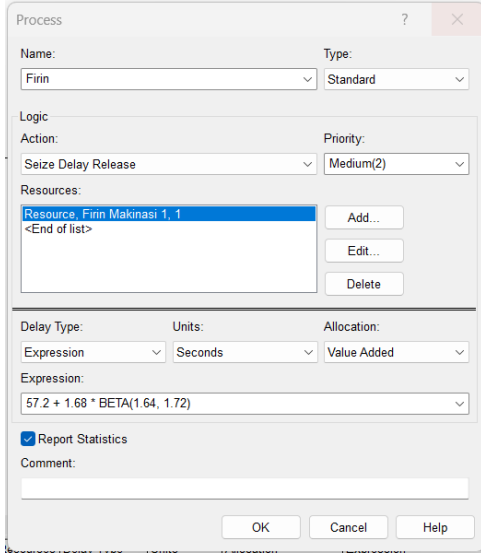 Process ?
Name: Type:
Firin Standard
Logic
Action: Priority:
Seize Delay Release Medium(2)
Resources:
Resource, Firin Makinasi 1, 1
<End of list>
Add...
Edit...
Delete
Delay Type: Units: Allocation:
Expression Seconds Value Added
Expression:
57.2 + 1.68 * BETA(1.64, 1.72)
Report Statistics
Comment:
OK Cancel Help